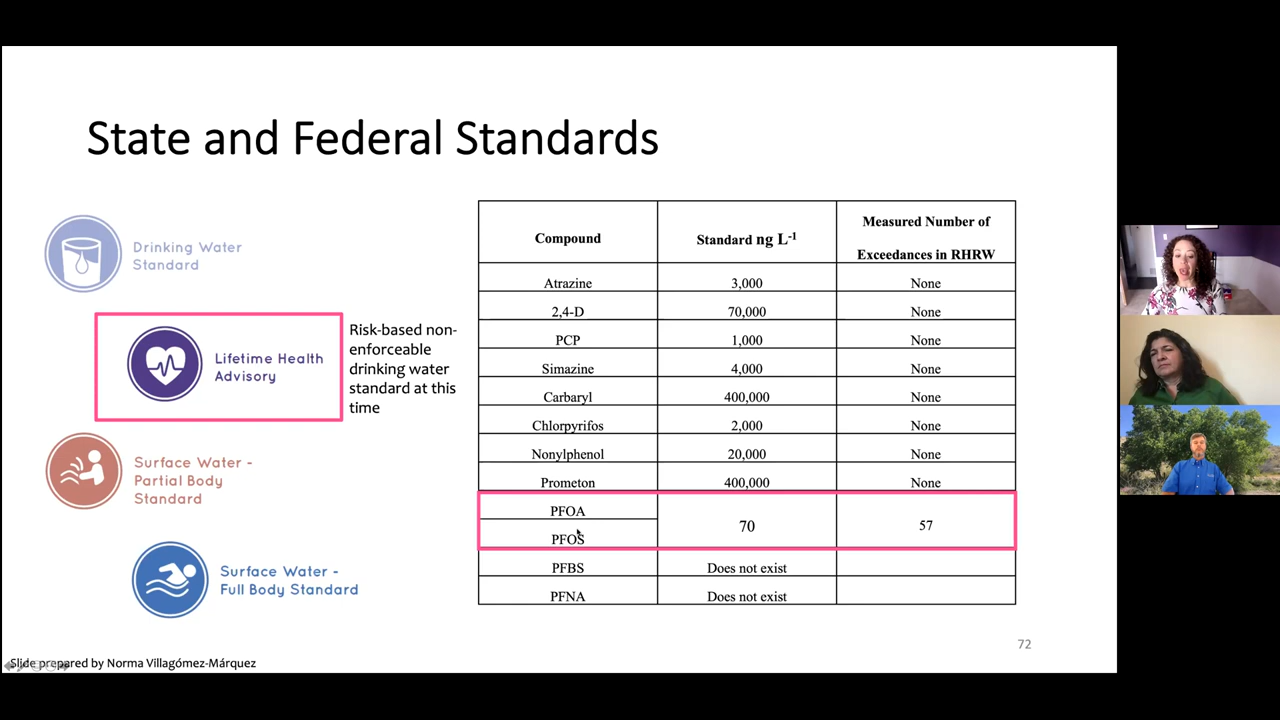 State and Federal Standards
Drinking Water
Standard
Lifetime Health
Advisory
Risk-based non-
enforceable
drinking water
standard at this
time
Surface Water -
Partial Body
Standard
Surface Water -
Full Body Standard
Compound Standard ng L⁻¹ Measured Number of
Exceedances in RHRW
Atrazine 3,000 None
2,4-D 70,000 None
PCP 1,000 None
Simazine 4,000 None
Carbaryl 400,000 None
Chlorpyrifos 2,000 None
Nonylphenol 20,000 None
Prometon 400,000 None
PFOA
70 57
PFOS
PFBS Does not exist
PFNA Does not exist
72
Slide prepared by Norma Villagómez-Márquez